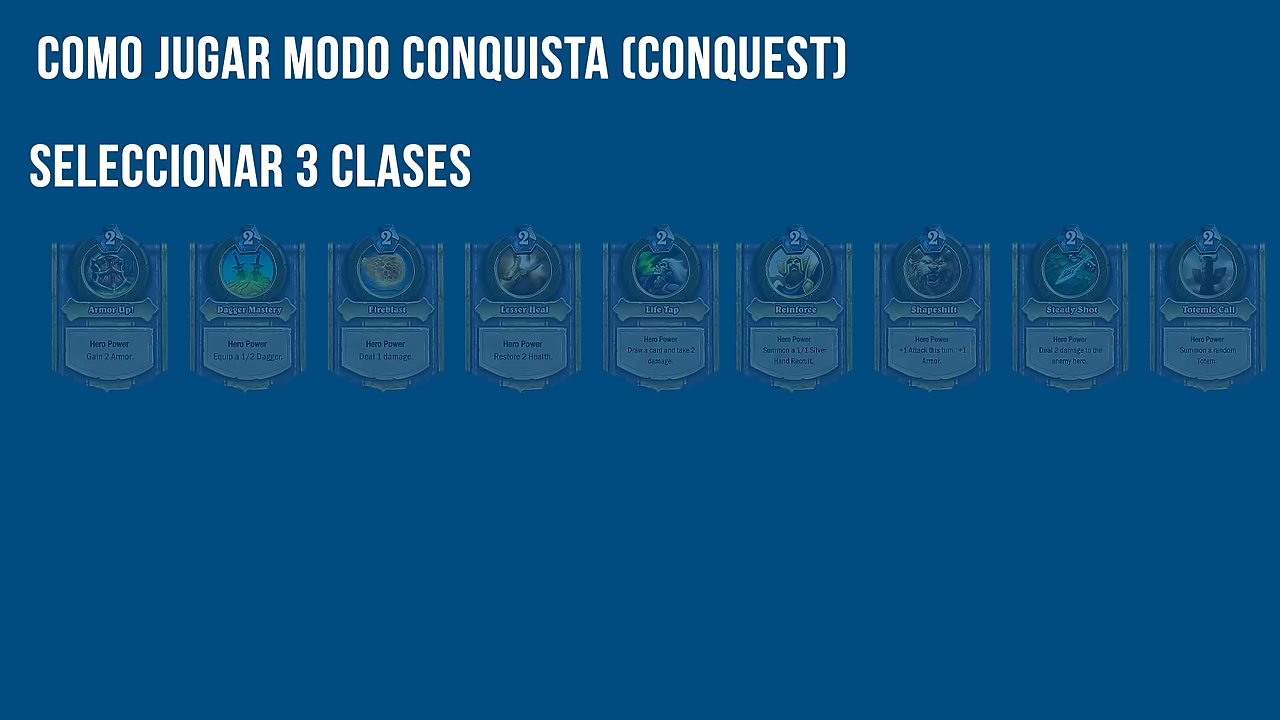 COMO JUGAR MODO CONQUISTA (CONQUEST)
SELECCIONAR 3 CLASES
2
Armor Up!
Hero Power
Gain 2 Armor.
2
Dagger Mastery
Hero Power
Equip a 1/2 Dagger.
2
Fireblast
Hero Power
Deal 1 damage.
2
Lesser Heal
Hero Power
Restore 2 Health.
2
Life Tap
Hero Power
Draw a card and take 2
damage.
2
Reinforce
Hero Power
Summon a 1/1 Silver
Hand Recruit.
2
Shapeshift
Hero Power
+1 Attack this turn. +1
Armor.
2
Steady Shot
Hero Power
Deal 2 damage to the
enemy hero.
2
Totemic Call
Hero Power
Summon a random
Totem.